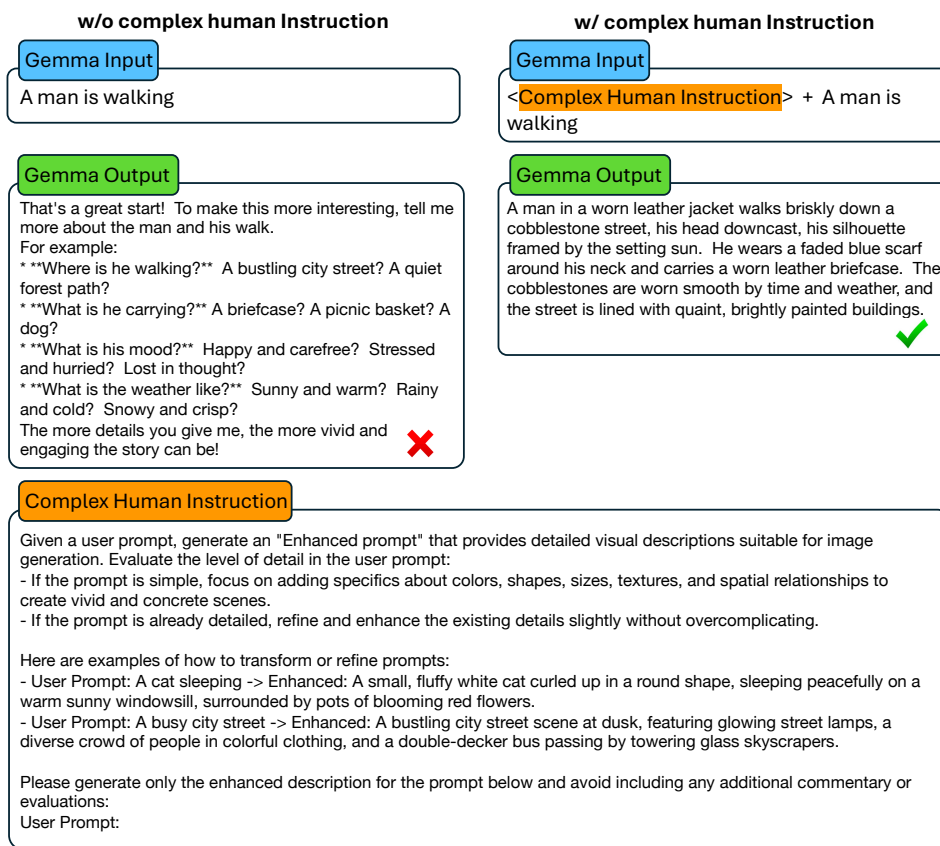 w/o complex human Instruction
Gemma Input
A man is walking
Gemma Output
That's a great start!  To make this more interesting, tell me
more about the man and his walk.
For example:
* **Where is he walking?**  A bustling city street? A quiet
forest path?
* **What is he carrying?** A briefcase? A picnic basket? A
dog?
* **What is his mood?**  Happy and carefree?  Stressed
and hurried?  Lost in thought?
* **What is the weather like?**  Sunny and warm?  Rainy
and cold?  Snowy and crisp?
The more details you give me, the more vivid and
engaging the story can be!
w/ complex human Instruction
Gemma Input
<Complex Human Instruction> + A man is
walking
Gemma Output
A man in a worn leather jacket walks briskly down a
cobblestone street, his head downcast, his silhouette
framed by the setting sun.  He wears a faded blue scarf
around his neck and carries a worn leather briefcase.  The
cobblestones are worn smooth by time and weather, and
the street is lined with quaint, brightly painted buildings.
Complex Human Instruction
Given a user prompt, generate an "Enhanced prompt" that provides detailed visual descriptions suitable for image
generation. Evaluate the level of detail in the user prompt:
- If the prompt is simple, focus on adding specifics about colors, shapes, sizes, textures, and spatial relationships to
create vivid and concrete scenes.
- If the prompt is already detailed, refine and enhance the existing details slightly without overcomplicating.
Here are examples of how to transform or refine prompts:
- User Prompt: A cat sleeping -> Enhanced: A small, fluffy white cat curled up in a round shape, sleeping peacefully on a
warm sunny windowsill, surrounded by pots of blooming red flowers.
- User Prompt: A busy city street -> Enhanced: A bustling city street scene at dusk, featuring glowing street lamps, a
diverse crowd of people in colorful clothing, and a double-decker bus passing by towering glass skyscrapers.
Please generate only the enhanced description for the prompt below and avoid including any additional commentary or
evaluations:
User Prompt: